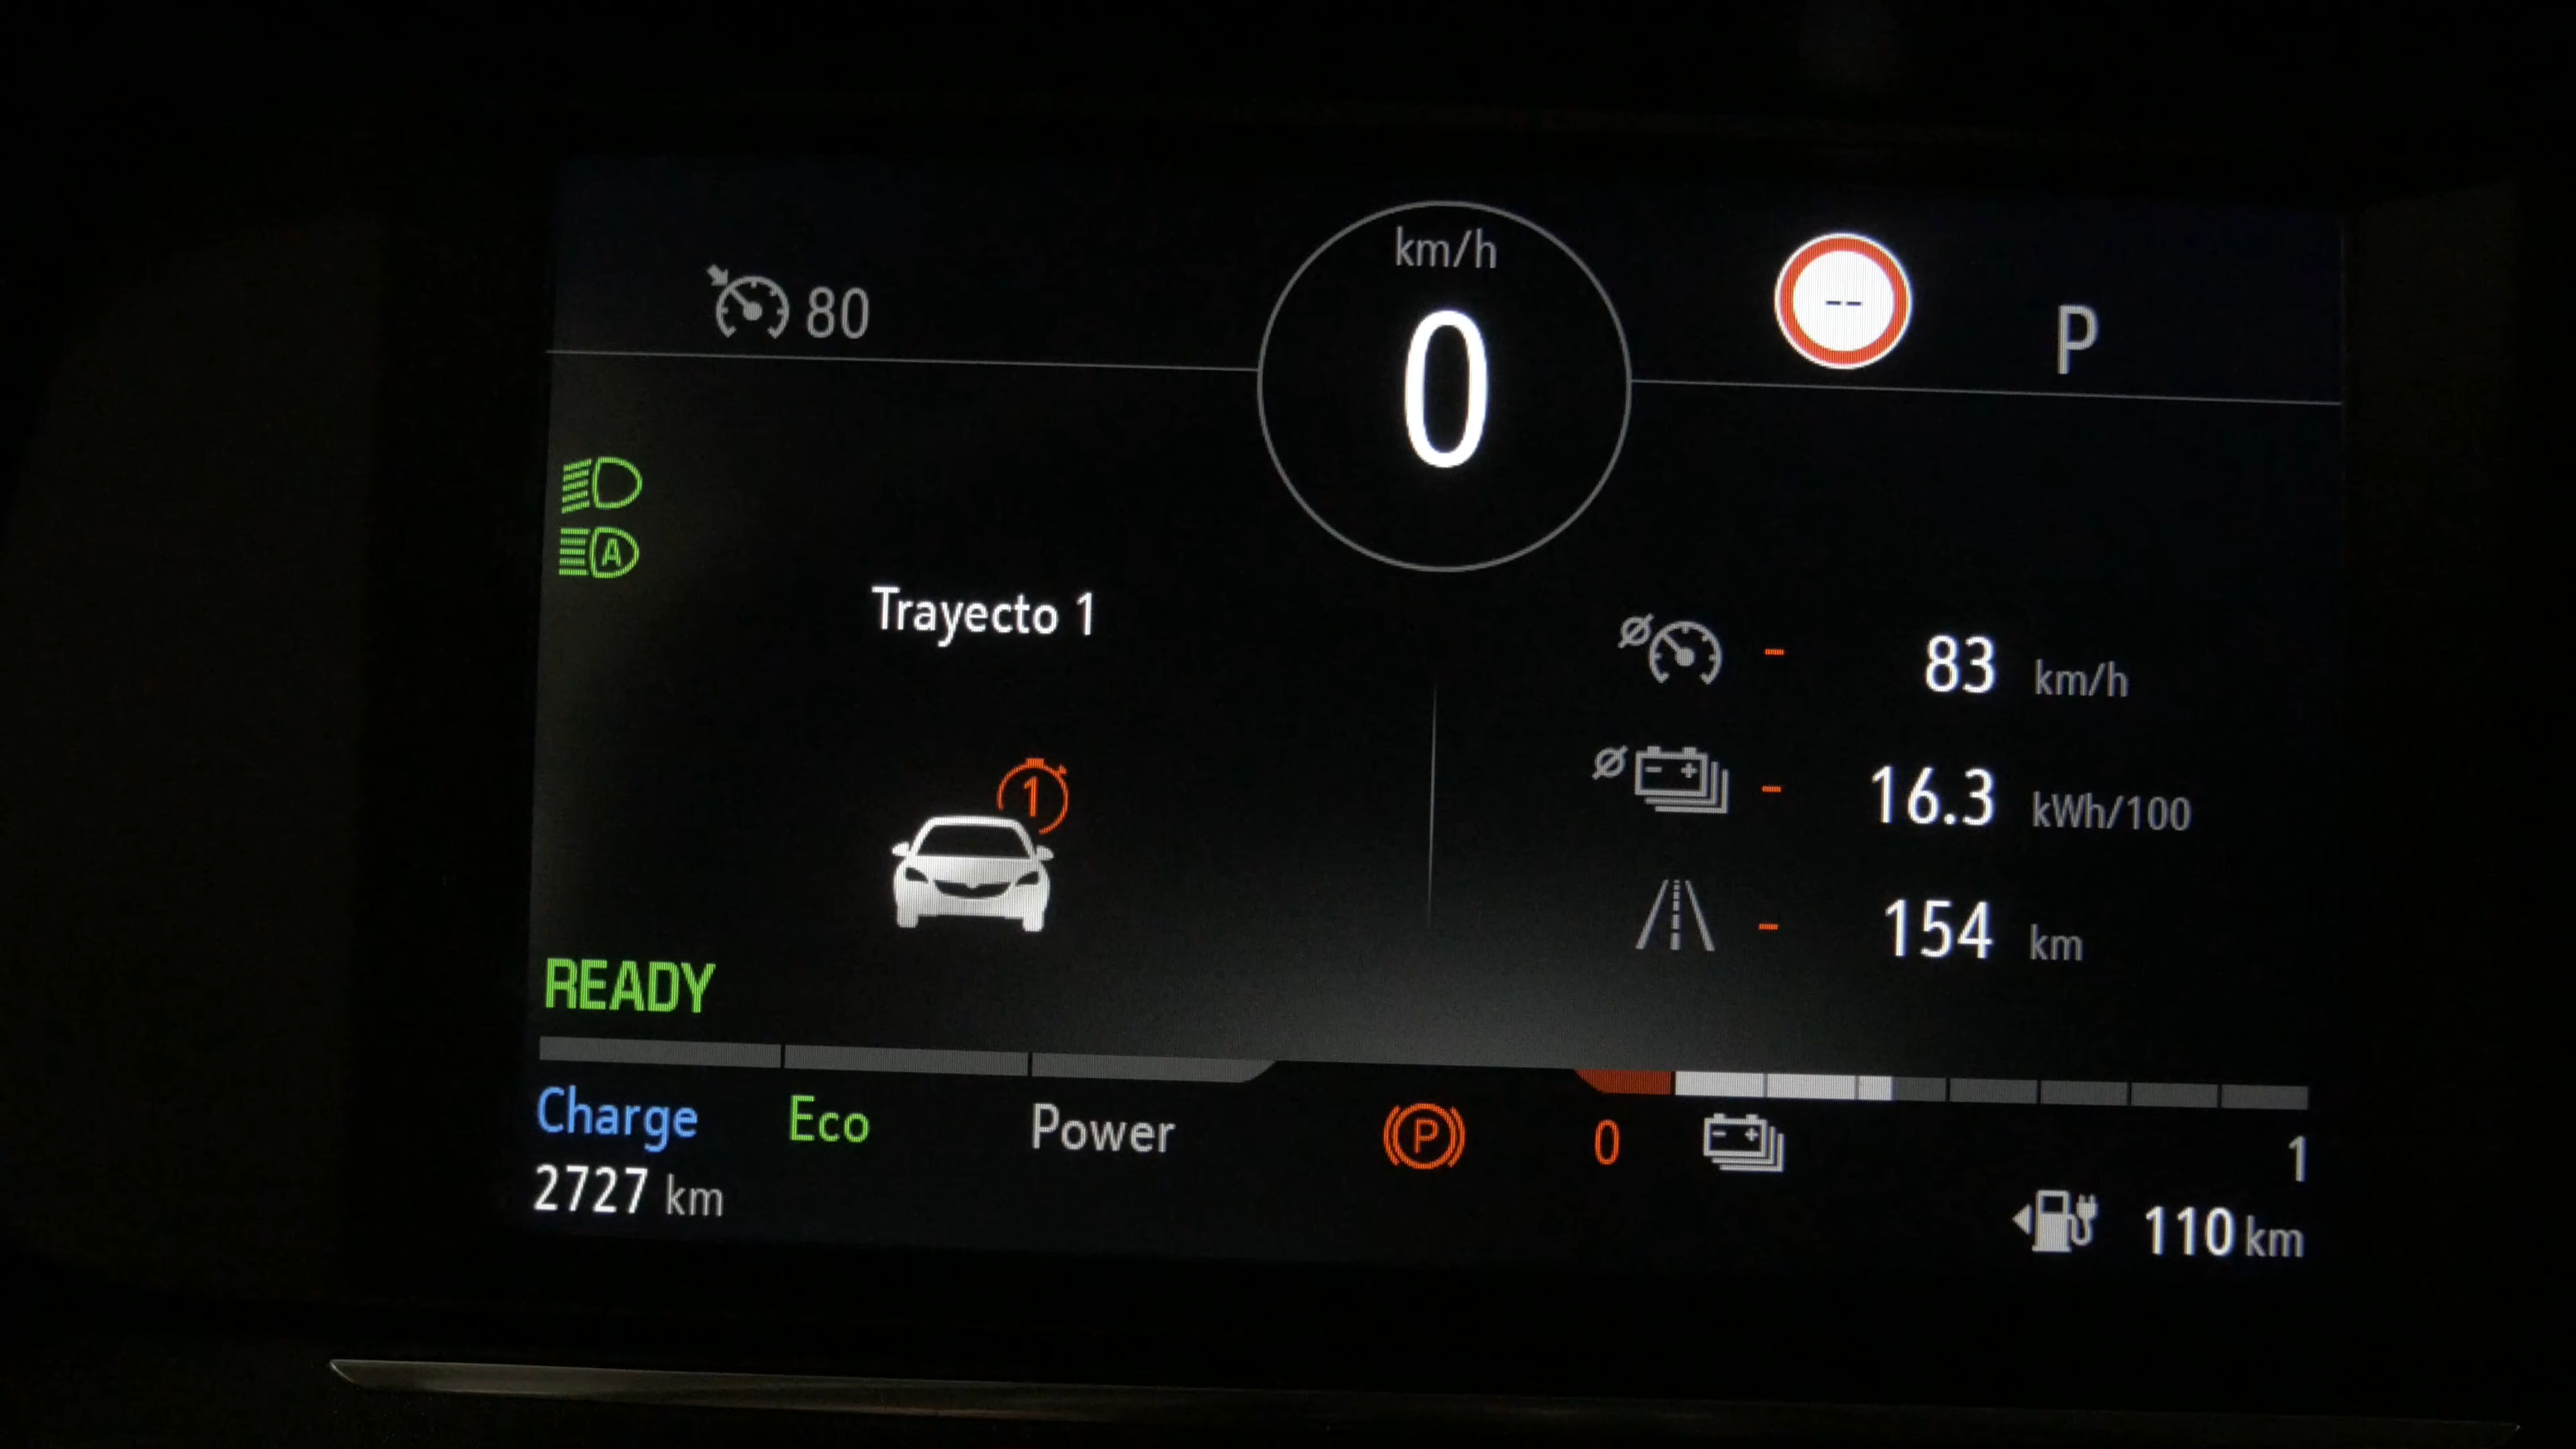 km/h
80
0
--
P
A
Trayecto 1
83 km/h
1
16.3 kWh/100
154 km
READY
Charge Eco Power
P
0
1
2727 km
110 km